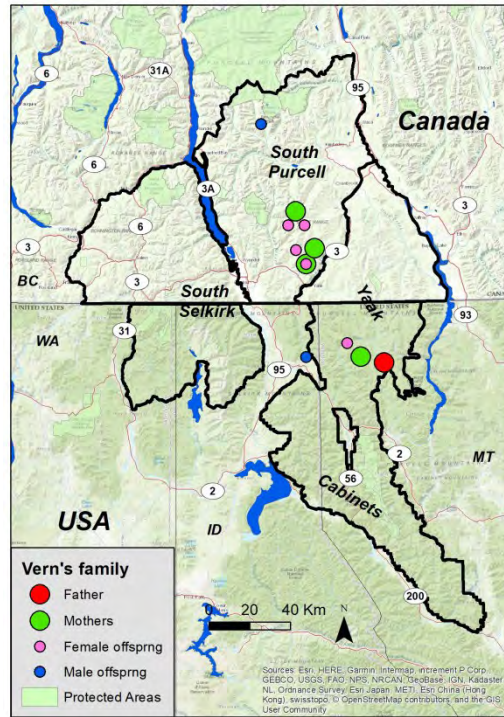 6
31A
95
Canada
South
Purcell
6
3A
6
3
3
3
3
BC
South
Selkirk
Yaak
UNITED STATES
31
93
WA
95
2
MT
56
2
Cabinets
USA
ID
200
Vern's family
Father
Mothers
Female offsprng
Male offsprng
Protected Areas
0 20 40 Km
N
Sources: Esri, HERE, Garmin, Intermap, increment P Corp.,
GEBCO, USGS, FAO, NPS, NRCAN, GeoBase, IGN, Kadaster
NL, Ordnance Survey, Esri Japan, METI, Esri China (Hong
Kong), swisstopo, © OpenStreetMap contributors, and the GIS
User Community